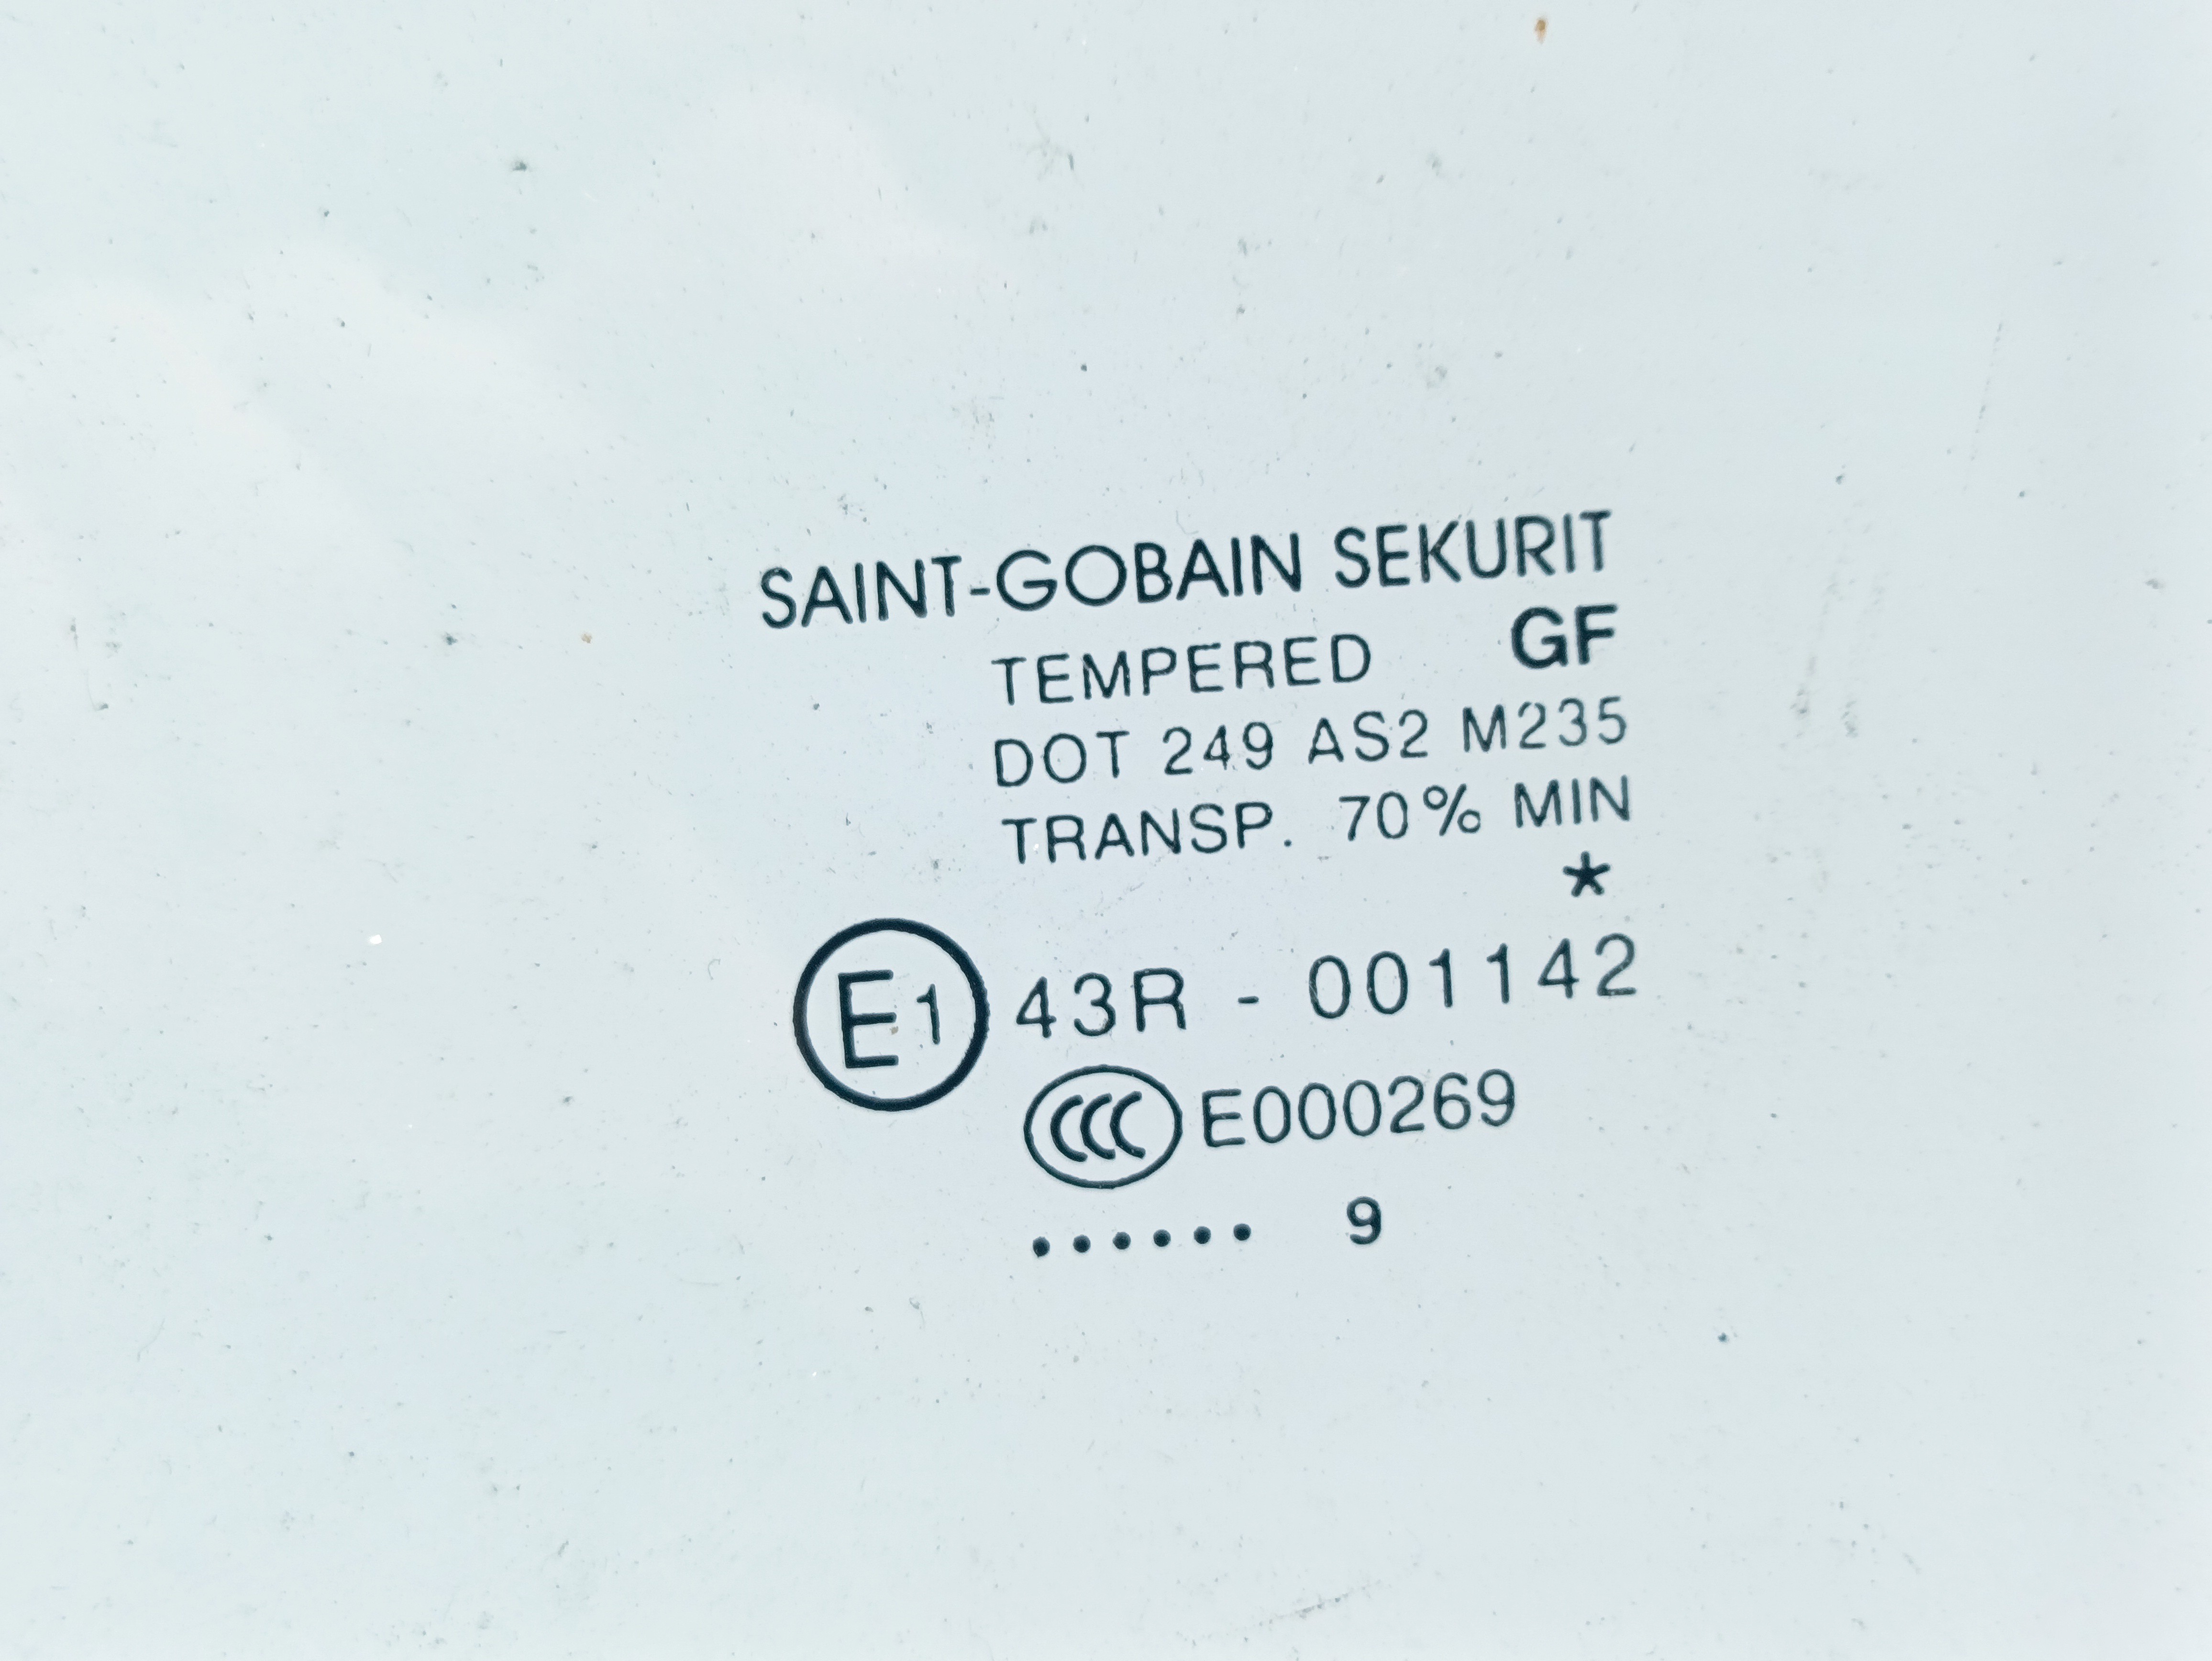 SAINT-GOBAIN SEKURIT
TEMPERED GF
DOT 249 AS2 M235
TRANSP. 70% MIN
*
E1 43R - 001142
CCC E000269
...... 9